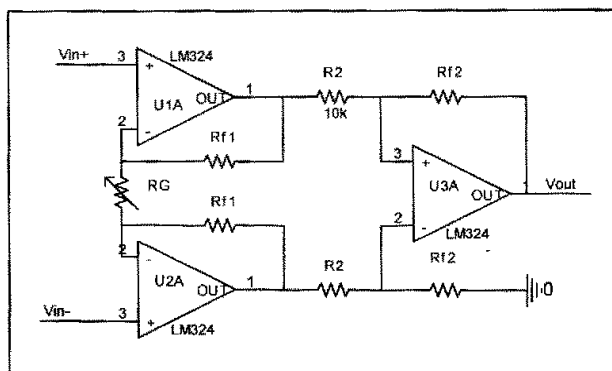 Vin+
3
LM324
+
U1A
OUT
1
2
-
R2
10k
Rf2
Rf1
RG
3
+
U3A
OUT
1
Vout
2
-
LM324
Rf1
2
-
U2A
OUT
1
R2
Rf2
0
Vin-
3
+
LM324